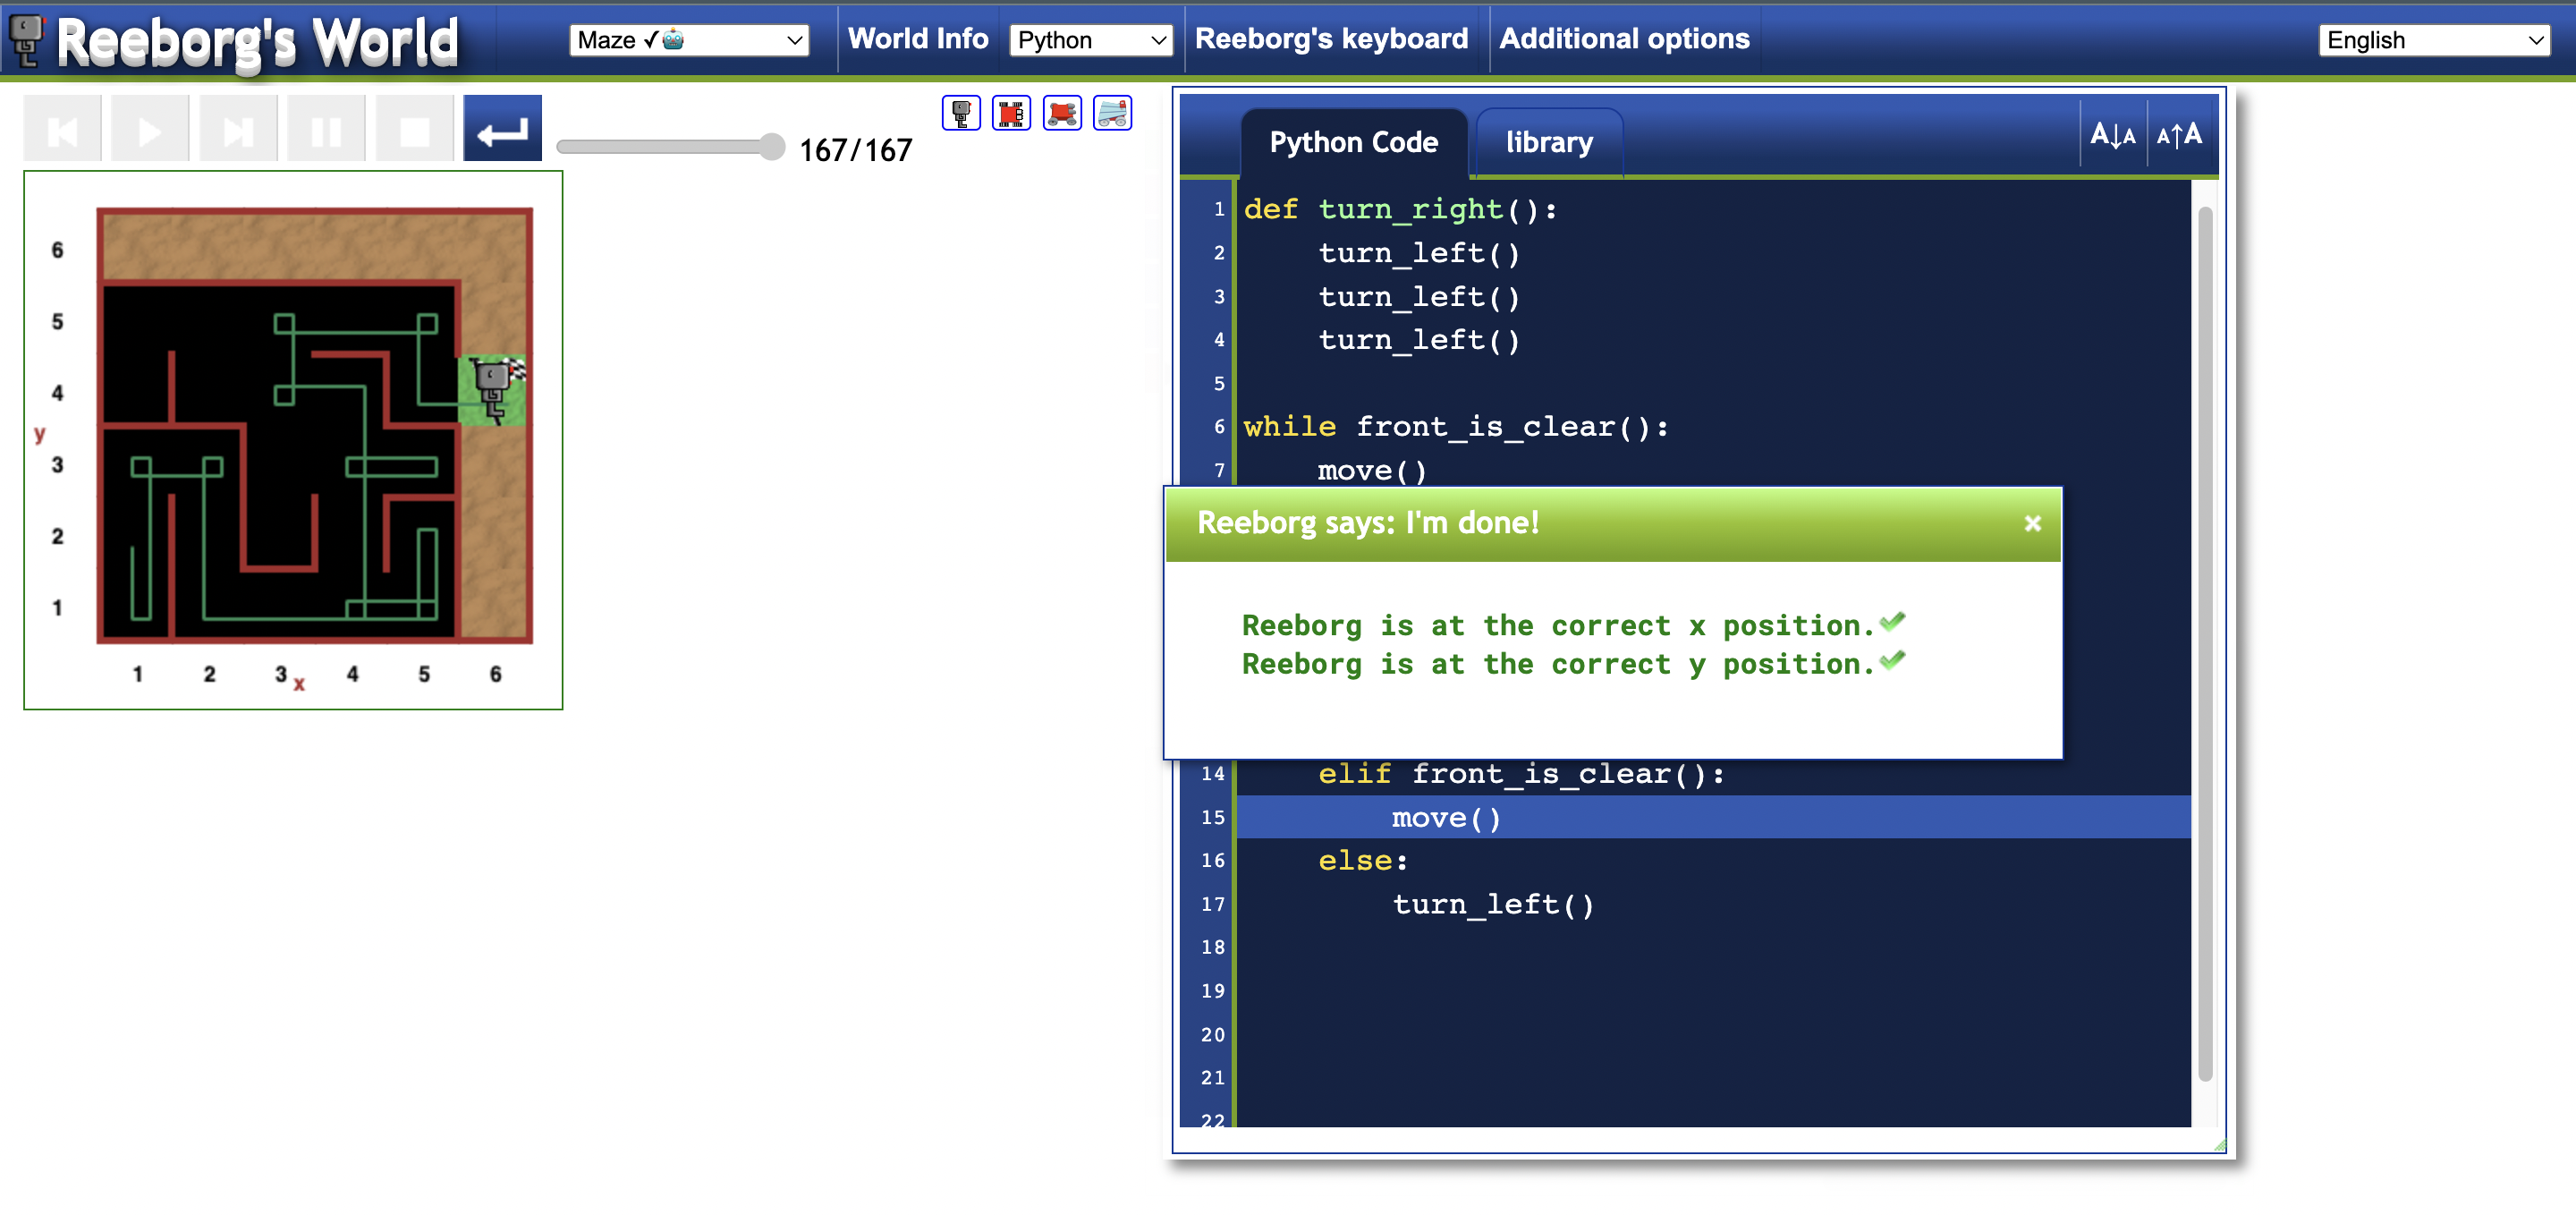 Reeborg's World
Maze ✓🤖
World Info
Python
Reeborg's keyboard
Additional options
English
167/167
6
5
4
y
3
2
1
1 2 3 x 4 5 6
Python Code
library
A↓A
A↑A
1 def turn_right():
2     turn_left()
3     turn_left()
4     turn_left()
5
6 while front_is_clear():
7     move()
Reeborg says: I'm done!
×
Reeborg is at the correct x position.✓
Reeborg is at the correct y position.✓
14     elif front_is_clear():
15         move()
16     else:
17         turn_left()
18
19
20
21
22